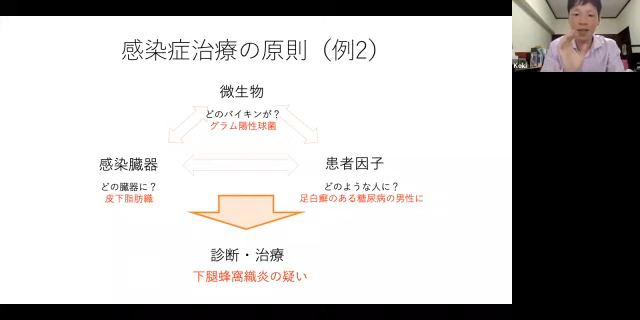 感染症治療の原則（例2）
微生物
どのバイキンが？
グラム陽性球菌
感染臓器
患者因子
どの臓器に？
どのような人に？
皮下脂肪織
足白癬のある糖尿病の男性に
診断・治療
下腿蜂窩織炎の疑い
Koki